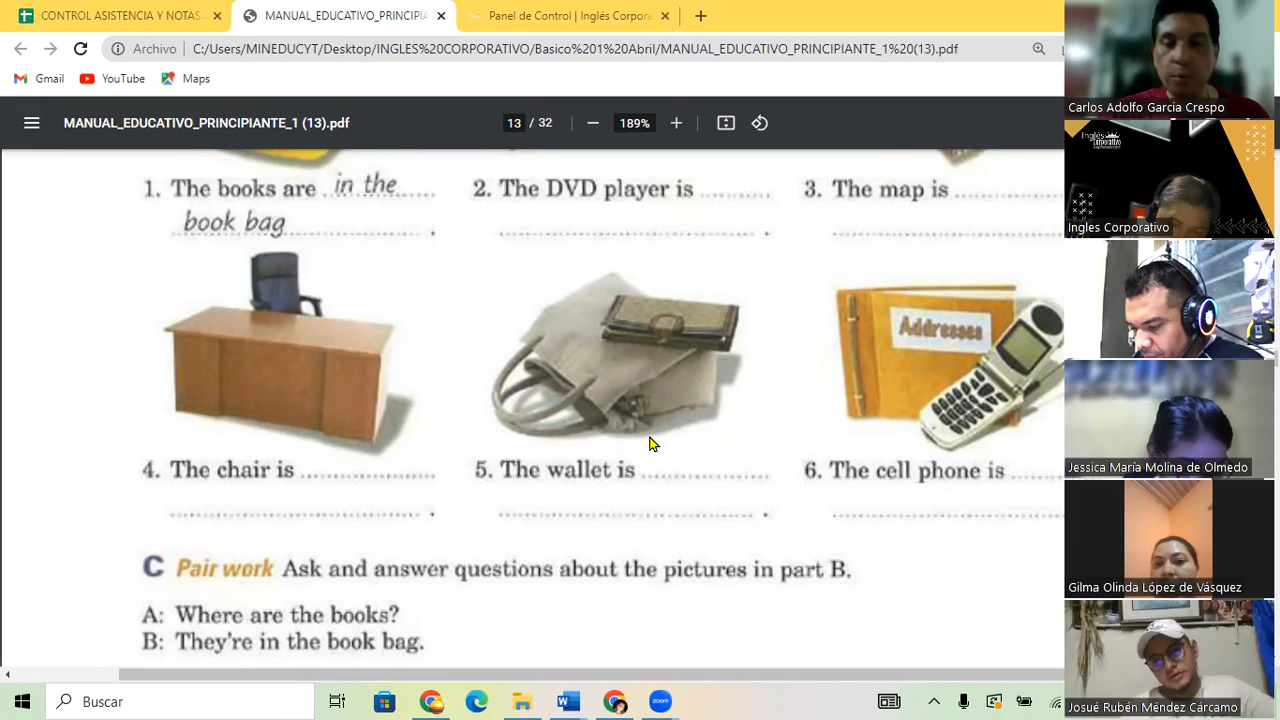 CONTROL ASISTENCIA Y NOTAS
MANUAL_EDUCATIVO_PRINCIPIA
Panel de Control | Inglés Corpora
Archivo
C:/Users/MINEDUCYT/Desktop/INGLES%20CORPORATIVO/Basico%201%20Abril/MANUAL_EDUCATIVO_PRINCIPIANTE_1%20(13).pdf
Gmail
YouTube
Maps
MANUAL_EDUCATIVO_PRINCIPIANTE_1 (13).pdf
13 / 32
189%
1. The books are in the
book bag.
2. The DVD player is ..........
.
3. The map is
Addresses
4. The chair is ..........
.
5. The wallet is ..........
.
6. The cell phone is
C Pair work Ask and answer questions about the pictures in part B.
A: Where are the books?
B: They're in the book bag.
Carlos Adolfo Garcia Crespo
Inglés
Corporativo
Ingles Corporativo
Jessica María Molina de Olmedo
Gilma Olinda López de Vásquez
Josué Rubén Méndez Cárcamo
Buscar
zoom